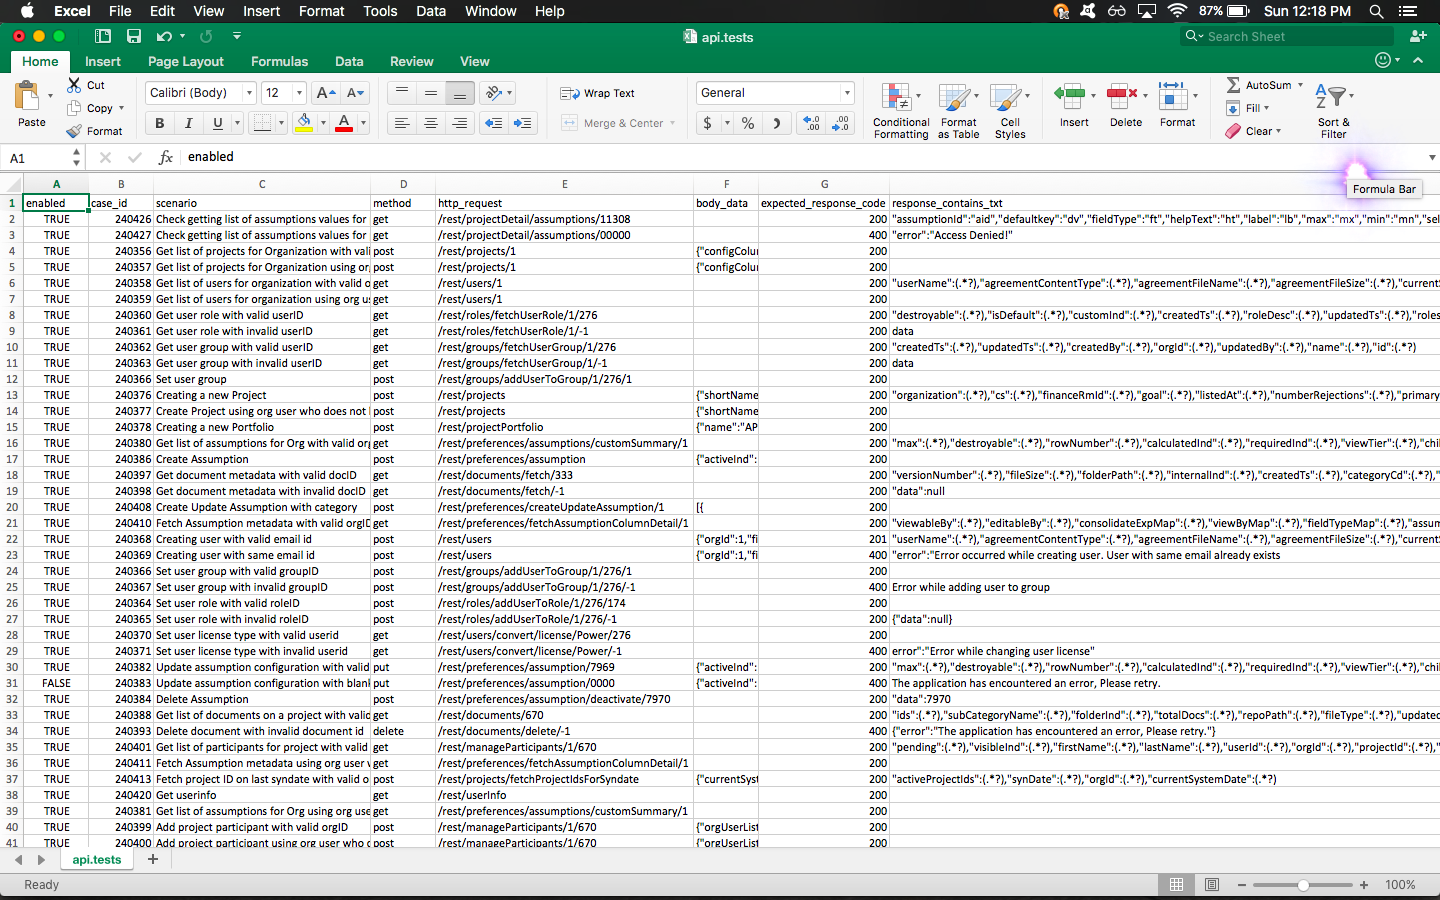 Excel File Edit View Insert Format Tools Data Window Help 87% Sun 12:18 PM
api.tests
Search Sheet
Home Insert Page Layout Formulas Data Review View
Paste Cut Copy Format
Calibri (Body) 12 A A
B I U A
Wrap Text
Merge & Center
General
$ % )
Conditional Formatting
Format as Table
Cell Styles
Insert Delete Format
AutoSum
Fill
Clear
Sort & Filter
A1 fx enabled
Formula Bar
A B C D E F G H
1 enabled case_id scenario method http_request body_data expected_response_code response_contains_txt
2 TRUE 240426 Check getting list of assumptions values for get /rest/projectDetail/assumptions/11308 200 "assumptionId":"aid","defaultkey":"dv","fieldType":"ft","helpText":"ht","label":"lb","max":"mx","min":"mn","sel
3 TRUE 240427 Check getting list of assumptions values for get /rest/projectDetail/assumptions/00000 400 "error":"Access Denied!"
4 TRUE 240356 Get list of projects for Organization with vali post /rest/projects/1 {"configColu 200
5 TRUE 240357 Get list of projects for Organization using or post /rest/projects/1 {"configColu 200
6 TRUE 240358 Get list of users for organization with valid o get /rest/users/1 200 "userName":(.*?),"agreementContentType":(.*?),"agreementFileName":(.*?),"agreementFileSize":(.*?),"current
7 TRUE 240359 Get list of users for organization using org u get /rest/users/1 200
8 TRUE 240360 Get user role with valid userID get /rest/roles/fetchUserRole/1/276 200 "destroyable":(.*?),"isDefault":(.*?),"customInd":(.*?),"createdTs":(.*?),"roleDesc":(.*?),"updatedTs":(.*?),"roles
9 TRUE 240361 Get user role with invalid userID get /rest/roles/fetchUserRole/1/-1 200 data
10 TRUE 240362 Get user group with valid userID get /rest/groups/fetchUserGroup/1/276 200 "createdTs":(.*?),"updatedTs":(.*?),"createdBy":(.*?),"orgId":(.*?),"updatedBy":(.*?),"name":(.*?),"id":(.*?)
11 TRUE 240363 Get user group with invalid userID get /rest/groups/fetchUserGroup/1/-1 200 data
12 TRUE 240366 Set user group post /rest/groups/addUserToGroup/1/276/1 200
13 TRUE 240376 Creating a new Project post /rest/projects {"shortName 200 "organization":(.*?),"cs":(.*?),"financeRmId":(.*?),"goal":(.*?),"listedAt":(.*?),"numberRejections":(.*?),"primary
14 TRUE 240377 Create Project using org user who does not post /rest/projects {"shortName 200
15 TRUE 240378 Creating a new Portfolio post /rest/projectPortfolio {"name":"AP 200
16 TRUE 240380 Get list of assumptions for Org with valid or get /rest/preferences/assumptions/customSummary/1 200 "max":(.*?),"destroyable":(.*?),"rowNumber":(.*?),"calculatedInd":(.*?),"requiredInd":(.*?),"viewTier":(.*?),"chi
17 TRUE 240386 Create Assumption post /rest/preferences/assumption {"activeInd": 200
18 TRUE 240397 Get document metadata with valid docID get /rest/documents/fetch/333 200 "versionNumber":(.*?),"fileSize":(.*?),"folderPath":(.*?),"internalInd":(.*?),"createdTs":(.*?),"categoryCd":(.*?),"
19 TRUE 240398 Get document metadata with invalid docID get /rest/documents/fetch/-1 200 "data":null
20 TRUE 240408 Create Update Assumption with category post /rest/preferences/createUpdateAssumption/1 [{ 200
21 TRUE 240410 Fetch Assumption metadata with valid orgID get /rest/preferences/fetchAssumptionColumnDetail/1 200 "viewableBy":(.*?),"editableBy":(.*?),"consolidateExpMap":(.*?),"viewByMap":(.*?),"fieldTypeMap":(.*?),"assum
22 TRUE 240368 Creating user with valid email id post /rest/users {"orgId":1,"fi 201 "userName":(.*?),"agreementContentType":(.*?),"agreementFileName":(.*?),"agreementFileSize":(.*?),"current
23 TRUE 240369 Creating user with same email id post /rest/users {"orgId":1,"fi 400 "error":"Error occurred while creating user. User with same email already exists
24 TRUE 240366 Set user group with valid groupID post /rest/groups/addUserToGroup/1/276/1 200
25 TRUE 240367 Set user group with invalid groupID post /rest/groups/addUserToGroup/1/276/-1 400 Error while adding user to group
26 TRUE 240364 Set user role with valid roleID post /rest/roles/addUserToRole/1/276/174 200
27 TRUE 240365 Set user role with invalid roleID post /rest/roles/addUserToRole/1/276/-1 200 {"data":null}
28 TRUE 240370 Set user license type with valid userid get /rest/users/convert/license/Power/276 200
29 TRUE 240371 Set user license type with invalid userid get /rest/users/convert/license/Power/-1 400 error":"Error while changing user license"
30 TRUE 240382 Update assumption configuration with valid put /rest/preferences/assumption/7969 {"activeInd": 200 "max":(.*?),"destroyable":(.*?),"rowNumber":(.*?),"calculatedInd":(.*?),"requiredInd":(.*?),"viewTier":(.*?),"chi
31 FALSE 240383 Update assumption configuration with blan put /rest/preferences/assumption/0000 {"activeInd": 400 The application has encountered an error, Please retry.
32 TRUE 240384 Delete Assumption post /rest/preferences/assumption/deactivate/7970 200 "data":7970
33 TRUE 240388 Get list of documents on a project with valid get /rest/documents/670 200 "ids":(.*?),"subCategoryName":(.*?),"folderInd":(.*?),"totalDocs":(.*?),"repoPath":(.*?),"fileType":(.*?),"updated
34 TRUE 240393 Delete document with invalid document id delete /rest/documents/delete/-1 400 {"error":"The application has encountered an error, Please retry."}
35 TRUE 240401 Get list of participants for project with valid get /rest/manageParticipants/1/670 200 "pending":(.*?),"visibleInd":(.*?),"firstName":(.*?),"lastName":(.*?),"userId":(.*?),"orgId":(.*?),"projectId":(.*?),"
36 TRUE 240411 Fetch Assumption metadata using org user get /rest/preferences/fetchAssumptionColumnDetail/1 200
37 TRUE 240413 Fetch project ID on last syndate with valid o post /rest/projects/fetchProjectIdsForSyndate {"currentSyst 200 "activeProjectIds":(.*?),"synDate":(.*?),"orgId":(.*?),"currentSystemDate":(.*?)
38 TRUE 240420 Get userinfo get /rest/userInfo 200
39 TRUE 240381 Get list of assumptions for Org using org use get /rest/preferences/assumptions/customSummary/1 200
40 TRUE 240399 Add project participant with valid orgID post /rest/manageParticipants/1/670 {"orgUserList 200
41 TRUE 240400 Add project participant using org user who post /rest/manageParticipants/1/670 {"orgUserList 200
api.tests
Ready 100%